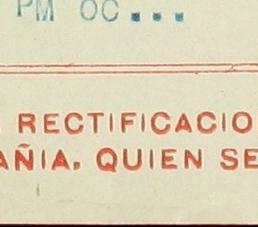 PM OC...
RECTIFICACIO
AÑIA. QUIEN SE